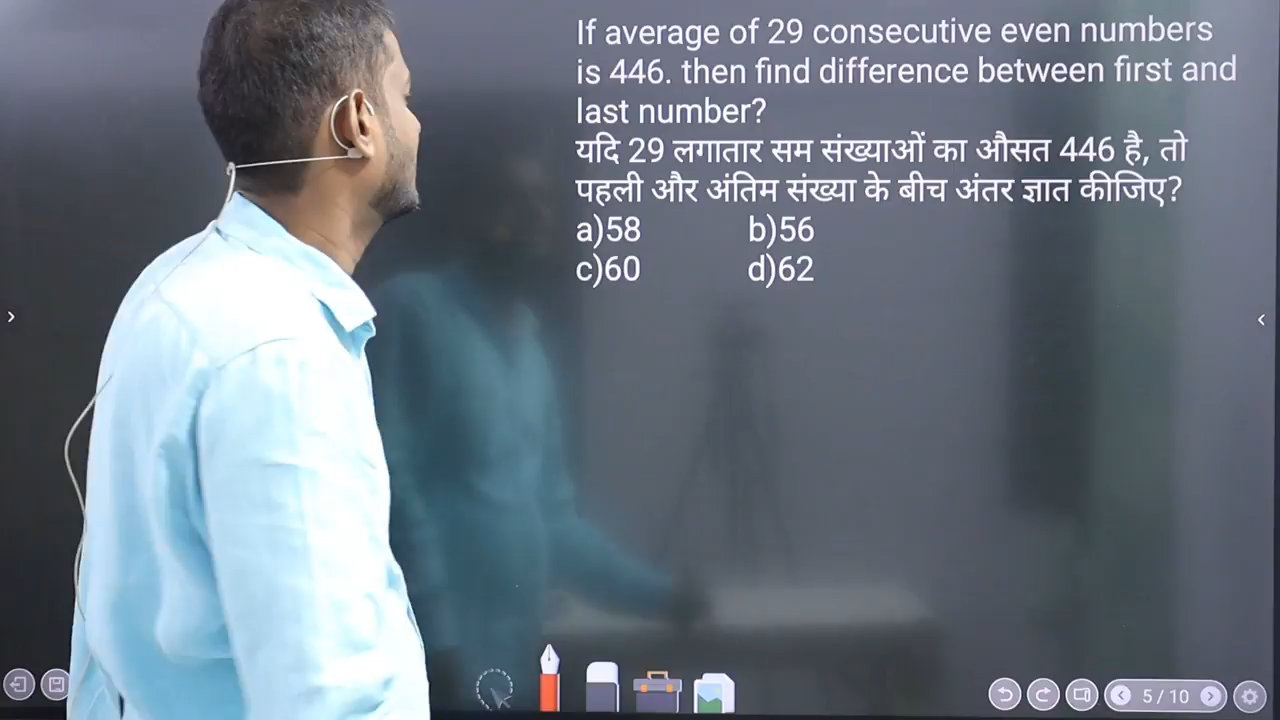 If average of 29 consecutive even numbers
is 446. then find difference between first and
last number?
यदि 29 लगातार सम संख्याओं का औसत 446 है, तो
पहली और अंतिम संख्या के बीच अंतर ज्ञात कीजिए?
a)58 b)56
c)60 d)62
5 / 10